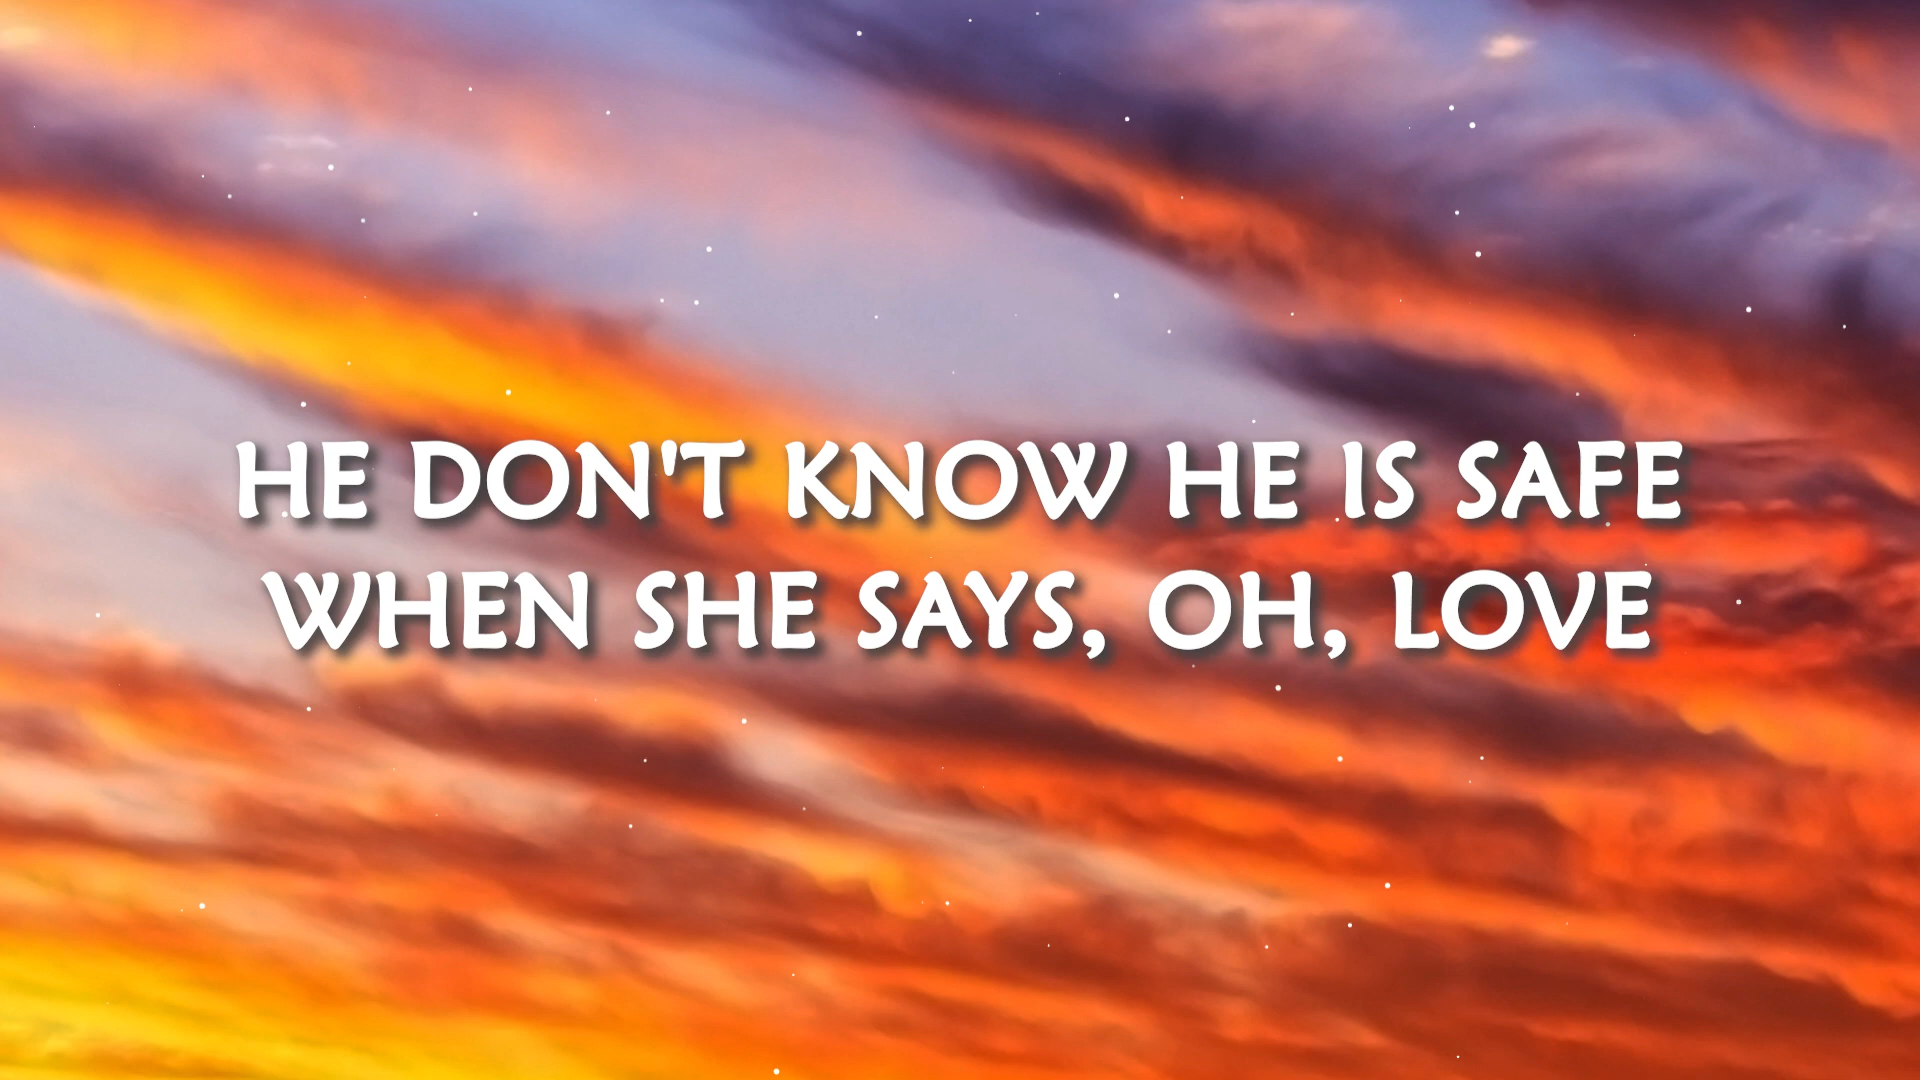 HE DON'T KNOW HE IS SAFE
WHEN SHE SAYS, OH, LOVE